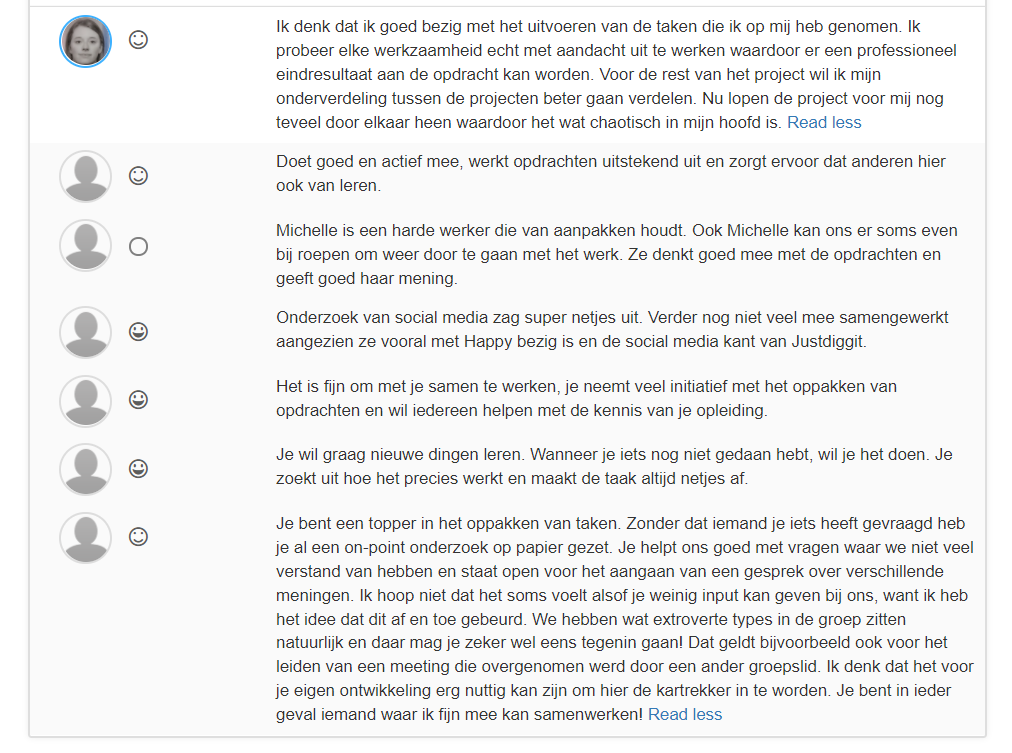 Ik denk dat ik goed bezig met het uitvoeren van de taken die ik op mij heb genomen. Ik
probeer elke werkzaamheid echt met aandacht uit te werken waardoor er een professioneel
eindresultaat aan de opdracht kan worden. Voor de rest van het project wil ik mijn
onderverdeling tussen de projecten beter gaan verdelen. Nu lopen de project voor mij nog
teveel door elkaar heen waardoor het wat chaotisch in mijn hoofd is. Read less
Doet goed en actief mee, werkt opdrachten uitstekend uit en zorgt ervoor dat anderen hier
ook van leren.
Michelle is een harde werker die van aanpakken houdt. Ook Michelle kan ons er soms even
bij roepen om weer door te gaan met het werk. Ze denkt goed mee met de opdrachten en
geeft goed haar mening.
Onderzoek van social media zag super netjes uit. Verder nog niet veel mee samengewerkt
aangezien ze vooral met Happy bezig is en de social media kant van Justdiggit.
Het is fijn om met je samen te werken, je neemt veel initiatief met het oppakken van
opdrachten en wil iedereen helpen met de kennis van je opleiding.
Je wil graag nieuwe dingen leren. Wanneer je iets nog niet gedaan hebt, wil je het doen. Je
zoekt uit hoe het precies werkt en maakt de taak altijd netjes af.
Je bent een topper in het oppakken van taken. Zonder dat iemand je iets heeft gevraagd heb
je al een on-point onderzoek op papier gezet. Je helpt ons goed met vragen waar we niet veel
verstand van hebben en staat open voor het aangaan van een gesprek over verschillende
meningen. Ik hoop niet dat het soms voelt alsof je weinig input kan geven bij ons, want ik heb
het idee dat dit af en toe gebeurd. We hebben wat extroverte types in de groep zitten
natuurlijk en daar mag je zeker wel eens tegenin gaan! Dat geldt bijvoorbeeld ook voor het
leiden van een meeting die overgenomen werd door een ander groepslid. Ik denk dat het voor
je eigen ontwikkeling erg nuttig kan zijn om hier de kartrekker in te worden. Je bent in ieder
geval iemand waar ik fijn mee kan samenwerken! Read less